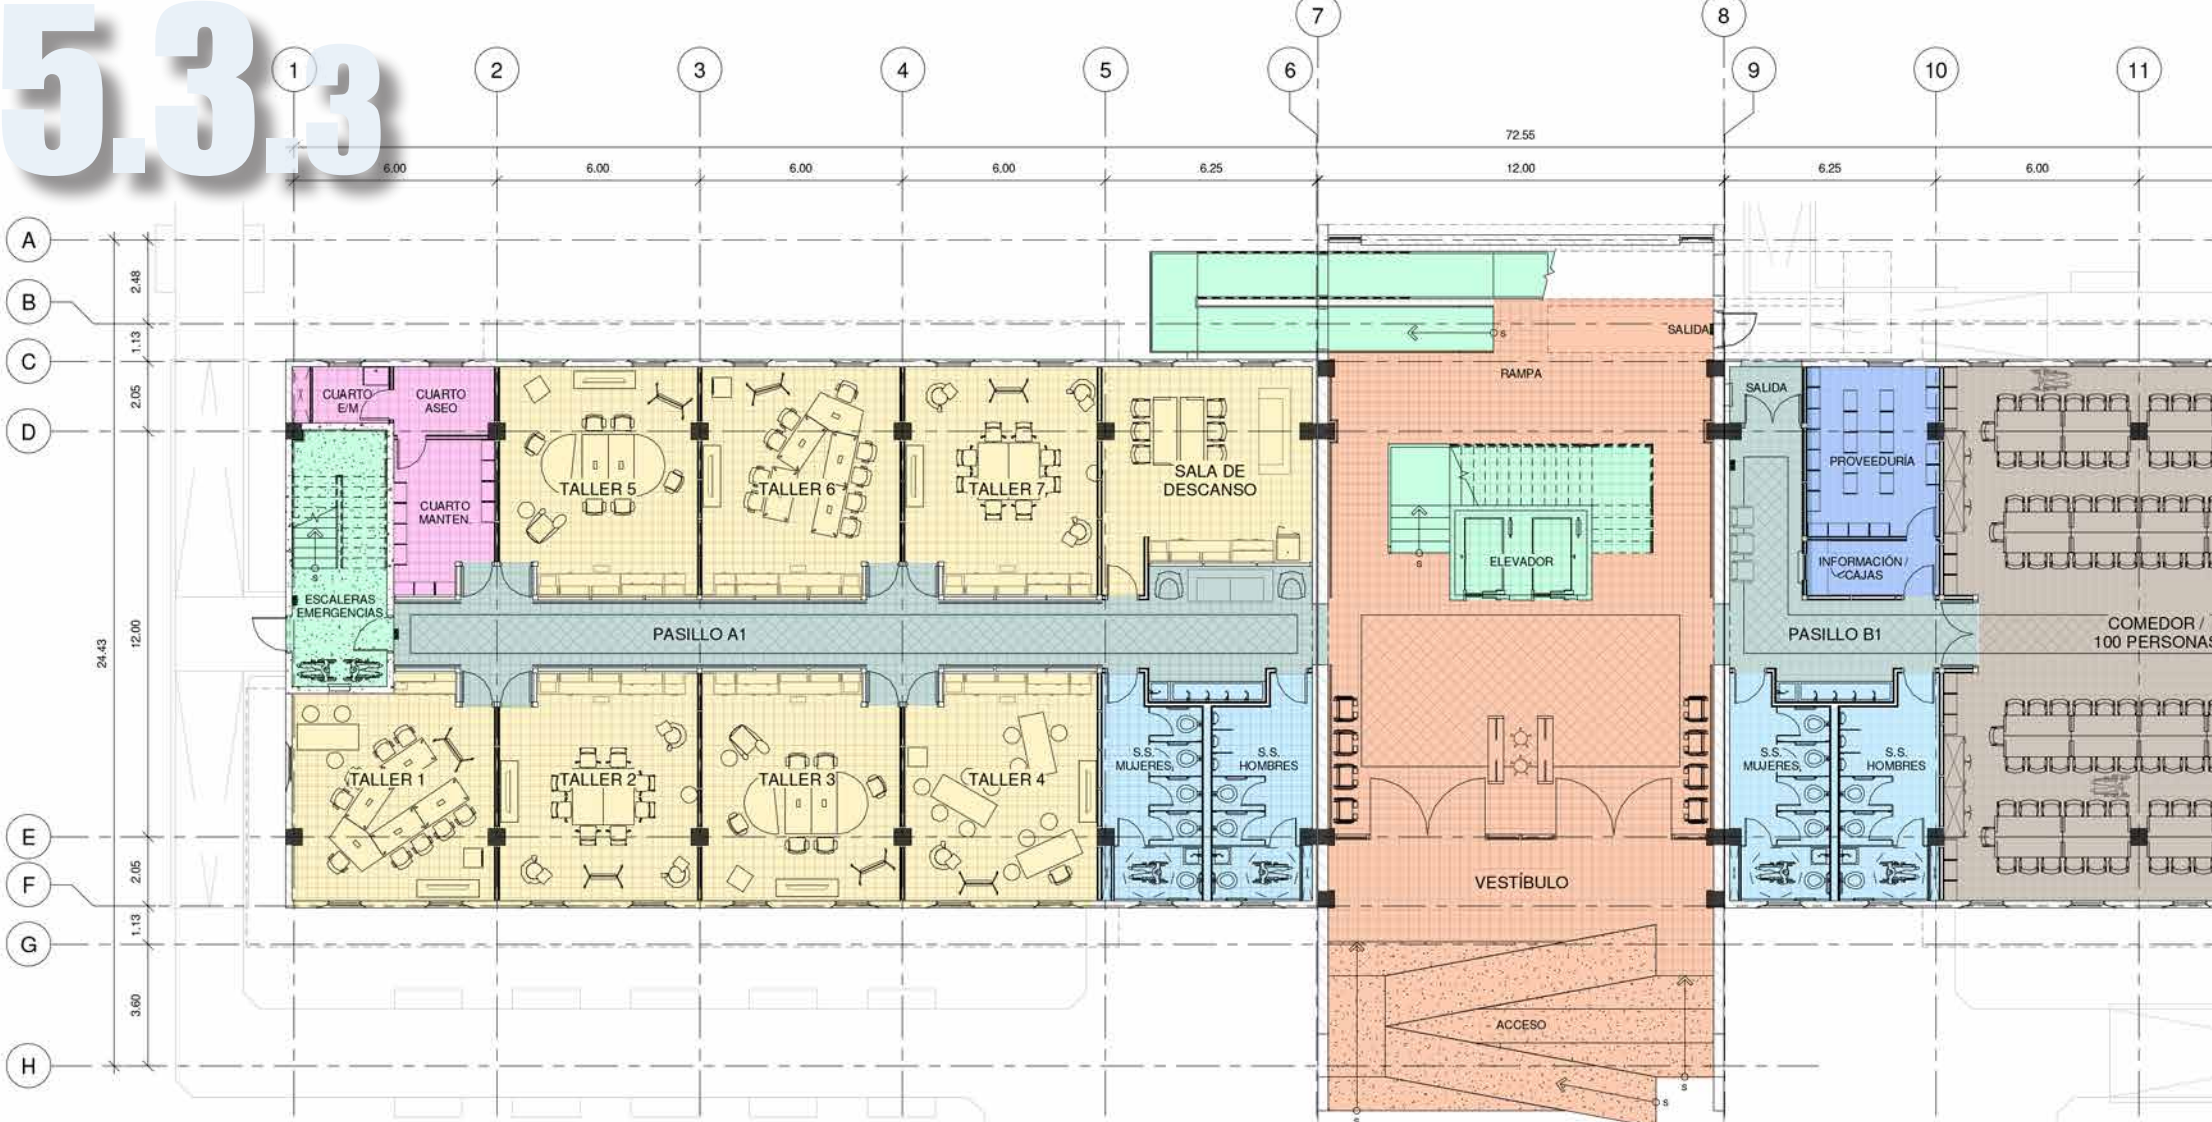 5.3.3
7
8
1
2
3
4
5
6
9
10
11
72.55
6.00
6.00
6.00
6.00
6.25
12.00
6.25
6.00
A
B
C
D
E
F
G
H
2.48
1.13
2.05
12.00
24.43
2.05
1.13
3.60
CUARTO
E/M
CUARTO
ASEO
CUARTO
MANTEN.
ESCALERAS
EMERGENCIAS
S
TALLER 5
TALLER 6
TALLER 7
SALA DE
DESCANSO
S
SALIDA
RAMPA
ELEVADOR
S
SALIDA
PROVEEDURÍA
INFORMACIÓN /
CAJAS
PASILLO A1
PASILLO B1
COMEDOR /
100 PERSONAS
TALLER 1
TALLER 2
TALLER 3
TALLER 4
S.S.
MUJERES
S.S.
HOMBRES
S.S.
MUJERES
S.S.
HOMBRES
VESTÍBULO
ACCESO
S
S
S